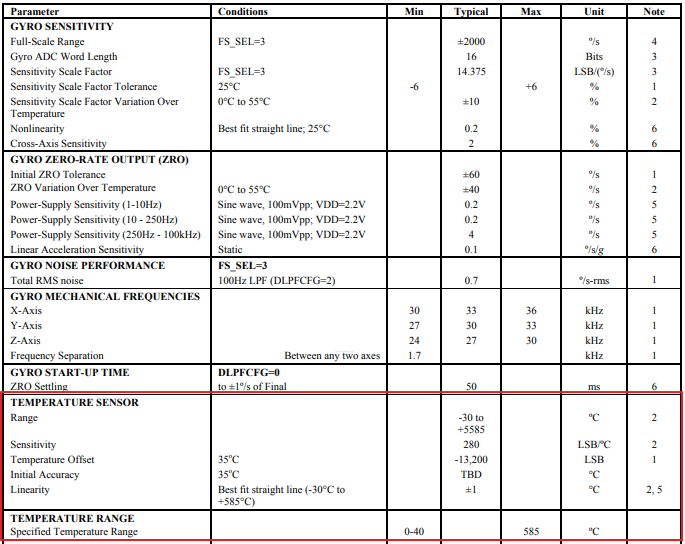 Parameter Conditions Min Typical Max Unit Note
GYRO SENSITIVITY
Full-Scale Range FS_SEL=3 ±2000 º/s 4
Gyro ADC Word Length 16 Bits 3
Sensitivity Scale Factor FS_SEL=3 14.375 LSB/(º/s) 3
Sensitivity Scale Factor Tolerance 25°C -6 +6 % 1
Sensitivity Scale Factor Variation Over 0°C to 55°C ±10 % 2
Temperature
Nonlinearity Best fit straight line; 25°C 0.2 % 6
Cross-Axis Sensitivity 2 % 6
GYRO ZERO-RATE OUTPUT (ZRO)
Initial ZRO Tolerance ±60 º/s 1
ZRO Variation Over Temperature 0°C to 55°C ±40 º/s 2
Power-Supply Sensitivity (1-10Hz) Sine wave, 100mVpp; VDD=2.2V 0.2 º/s 5
Power-Supply Sensitivity (10 - 250Hz) Sine wave, 100mVpp; VDD=2.2V 0.2 º/s 5
Power-Supply Sensitivity (250Hz - 100kHz) Sine wave, 100mVpp; VDD=2.2V 4 º/s 5
Linear Acceleration Sensitivity Static 0.1 º/s/g 6
GYRO NOISE PERFORMANCE FS_SEL=3
Total RMS noise 100Hz LPF (DLPFCFG=2) 0.7 º/s-rms 1
GYRO MECHANICAL FREQUENCIES
X-Axis 30 33 36 kHz 1
Y-Axis 27 30 33 kHz 1
Z-Axis 24 27 30 kHz 1
Frequency Separation Between any two axes 1.7 kHz 1
GYRO START-UP TIME DLPFCFG=0
ZRO Settling to ±1º/s of Final 50 ms 6
TEMPERATURE SENSOR
Range -30 to ºC 2
+5585
Sensitivity 280 LSB/ºC 2
Temperature Offset 35°C -13,200 LSB 1
Initial Accuracy 35°C TBD °C
Linearity Best fit straight line (-30°C to ±1 °C 2, 5
+585°C)
TEMPERATURE RANGE
Specified Temperature Range 0-40 585 ºC